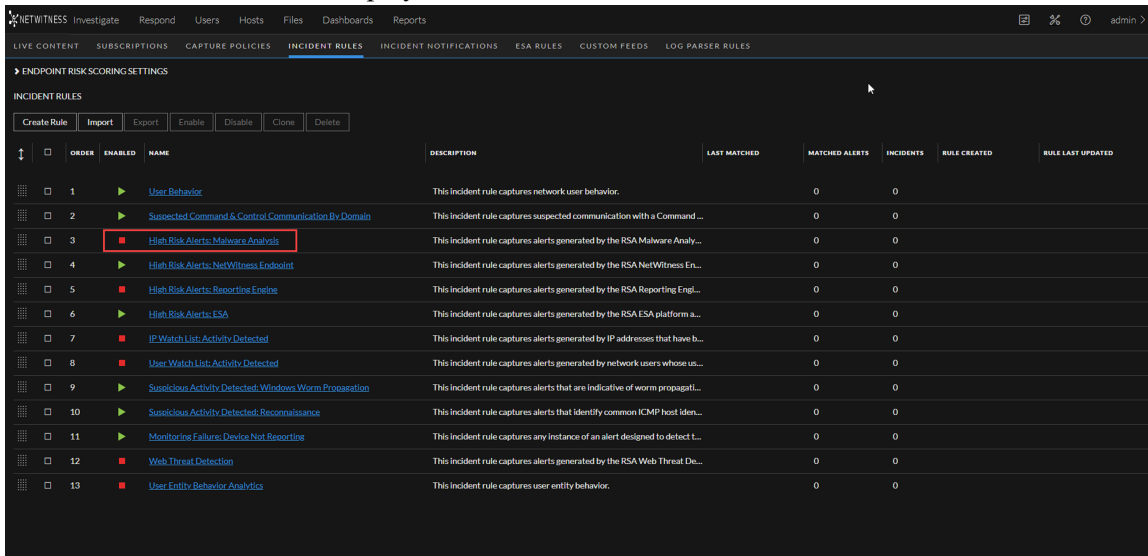 NETWITNESS Investigate Respond Users Hosts Files Dashboards Reports admin >
LIVE CONTENT SUBSCRIPTIONS CAPTURE POLICIES INCIDENT RULES INCIDENT NOTIFICATIONS ESA RULES CUSTOM FEEDS LOG PARSER RULES
> ENDPOINT RISK SCORING SETTINGS
INCIDENT RULES
Create Rule Import Export Enable Disable Clone Delete
ORDER ENABLED NAME DESCRIPTION LAST MATCHED MATCHED ALERTS INCIDENTS RULE CREATED RULE LAST UPDATED
1 User Behavior This incident rule captures network user behavior. 0 0
2 Suspected Command & Control Communication By Domain This incident rule captures suspected communication with a Command ... 0 0
3 High Risk Alerts: Malware Analysis This incident rule captures alerts generated by the RSA Malware Analy... 0 0
4 High Risk Alerts: NetWitness Endpoint This incident rule captures alerts generated by the RSA NetWitness En... 0 0
5 High Risk Alerts: Reporting Engine This incident rule captures alerts generated by the RSA Reporting Engi... 0 0
6 High Risk Alerts: ESA This incident rule captures alerts generated by the RSA ESA platform a... 0 0
7 IP Watch List: Activity Detected This incident rule captures alerts generated by IP addresses that have b... 0 0
8 User Watch List: Activity Detected This incident rule captures alerts generated by network users whose us... 0 0
9 Suspicious Activity Detected: Windows Worm Propagation This incident rule captures alerts that are indicative of worm propagati... 0 0
10 Suspicious Activity Detected: Reconnaissance This incident rule captures alerts that identify common ICMP host iden... 0 0
11 Monitoring Failure: Device Not Reporting This incident rule captures any instance of an alert designed to detect t... 0 0
12 Web Threat Detection This incident rule captures alerts generated by the RSA Web Threat De... 0 0
13 User Entity Behavior Analytics This incident rule captures user entity behavior. 0 0